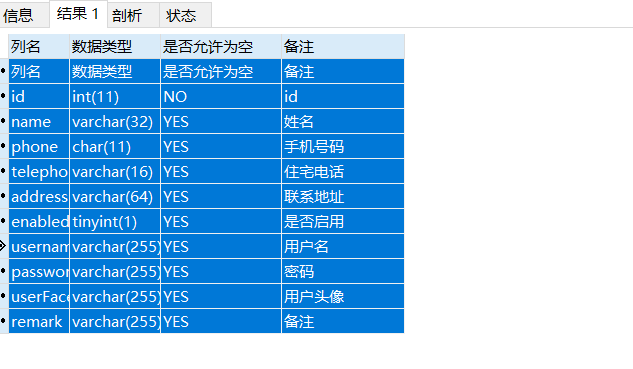 信息 结果 1 剖析 状态
列名 数据类型 是否允许为空 备注
列名 数据类型 是否允许为空 备注
id int(11) NO id
name varchar(32) YES 姓名
phone char(11) YES 手机号码
telepho varchar(16) YES 住宅电话
address varchar(64) YES 联系地址
enabled tinyint(1) YES 是否启用
usernam varchar(255) YES 用户名
passwor varchar(255) YES 密码
userFace varchar(255) YES 用户头像
remark varchar(255) YES 备注